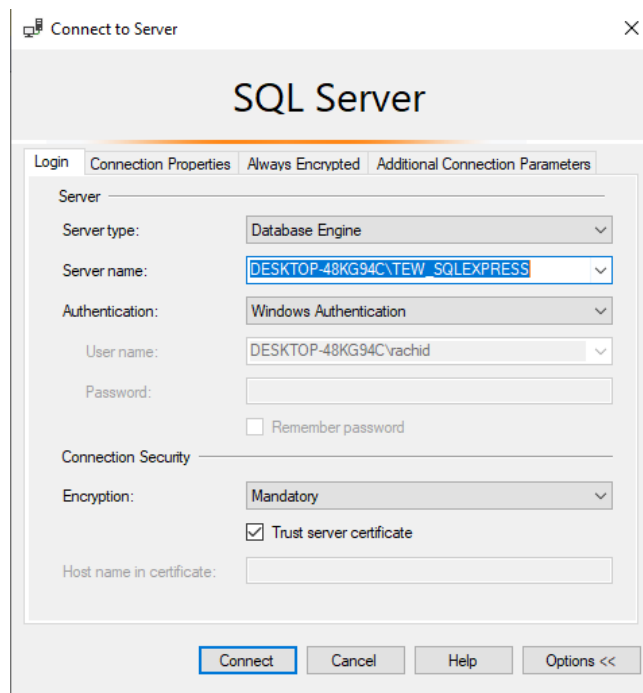 Connect to Server
SQL Server
Login Connection Properties Always Encrypted Additional Connection Parameters
Server
Server type: Database Engine
Server name: DESKTOP-48KG94C\TEW_SQLEXPRESS
Authentication: Windows Authentication
User name: DESKTOP-48KG94C\rachid
Password:
Remember password
Connection Security
Encryption: Mandatory
Trust server certificate
Host name in certificate:
Connect Cancel Help Options <<